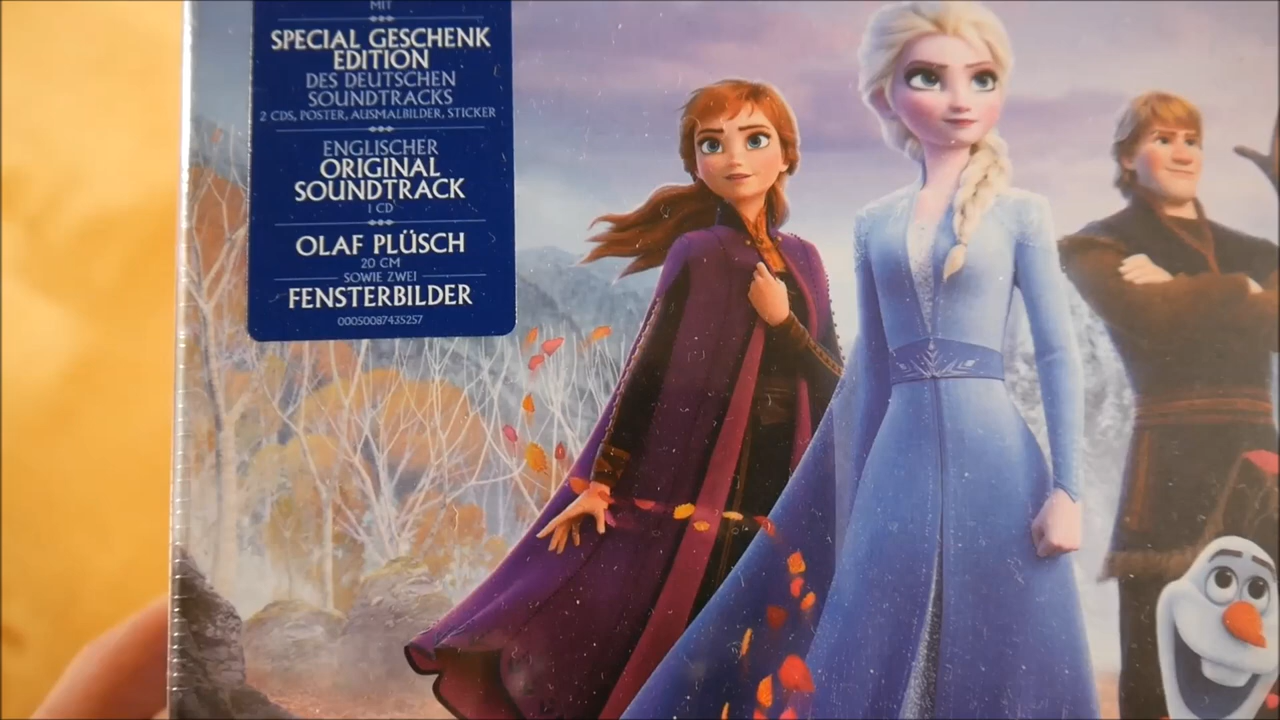 MIT
SPECIAL GESCHENK
EDITION
DES DEUTSCHEN
SOUNDTRACKS
2 CDS, POSTER, AUSMALBILDER, STICKER
ENGLISCHER
ORIGINAL
SOUNDTRACK
1 CD
OLAF PLÜSCH
20 CM
SOWIE ZWEI
FENSTERBILDER
00050087435257